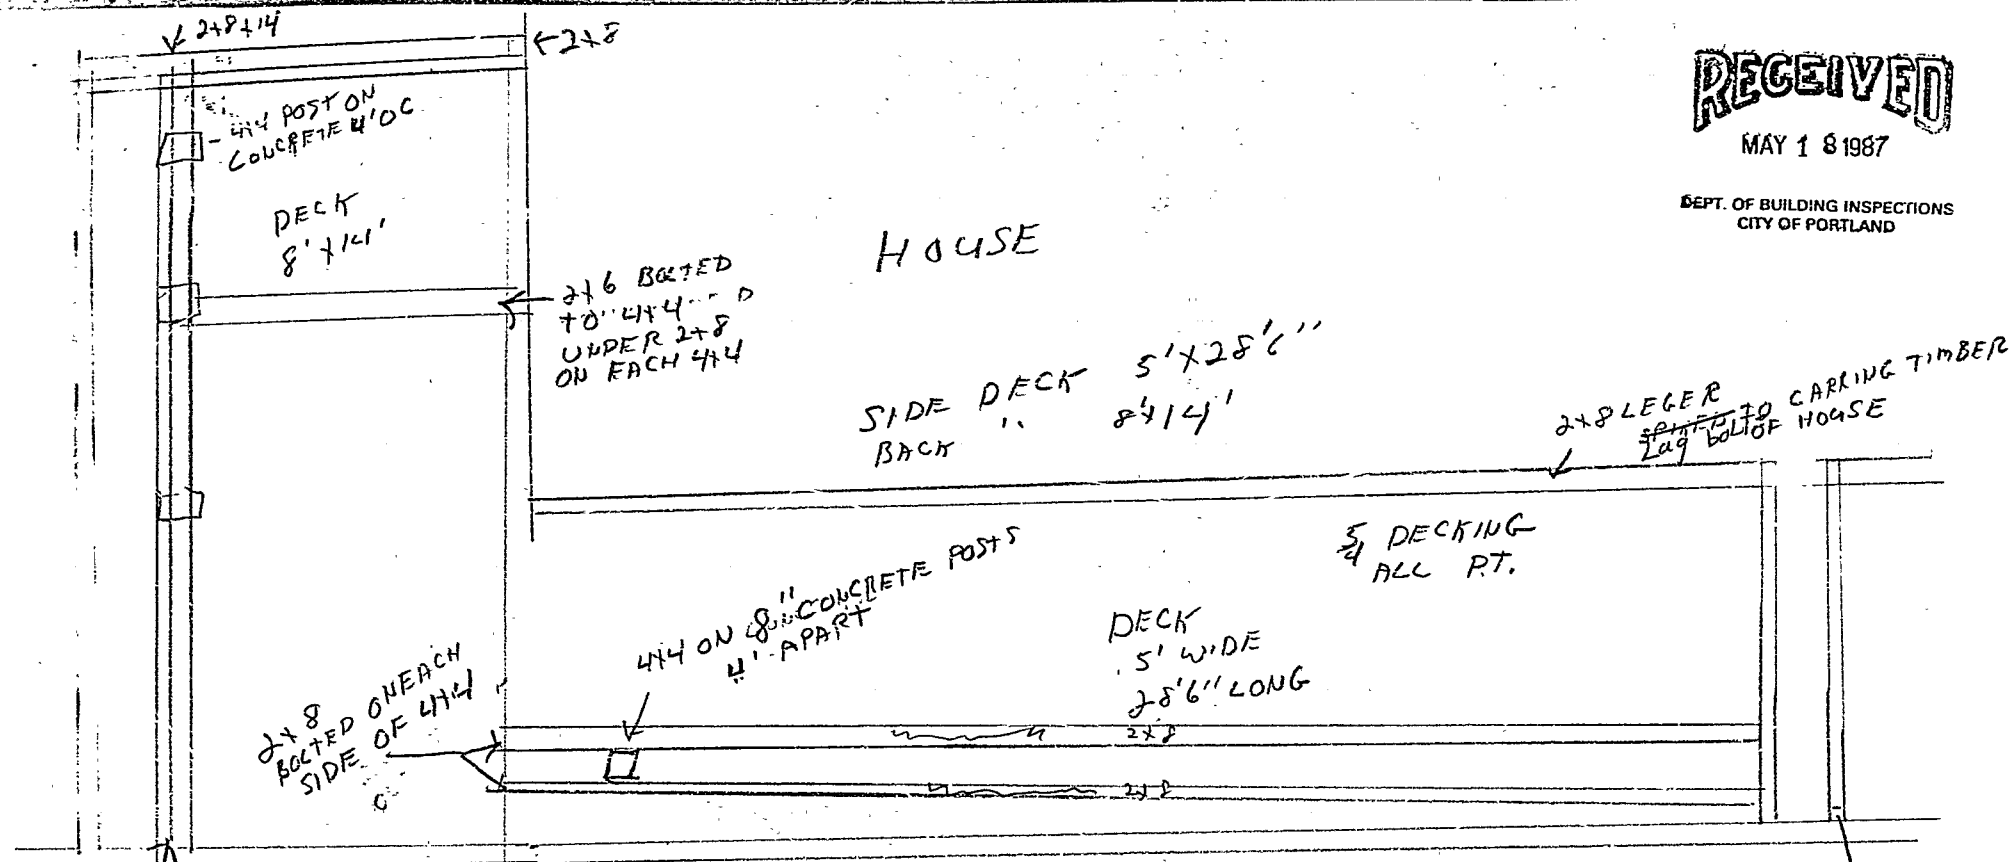 2x8x14
←2x8
RECEIVED
MAY 1 8 1987
DEPT. OF BUILDING INSPECTIONS
CITY OF PORTLAND
4x4 POST ON
CONCRETE 4'OC
DECK
8'x14'
HOUSE
2x6 BOLTED
TO 4x4
UNDER 2x8
ON EACH 4x4
SIDE DECK 5'x28'6"
BACK " 8'x14'
2x8 LEGER
TO CARRING TIMBER
Lag bolt OF HOUSE
5/4 DECKING
ALL P.T.
4x4 ON 8" CONCRETE POSTS
4' APART
DECK
5' WIDE
28'6" LONG
2x8
BOLTED ON EACH
SIDE OF 4x4
2x8
2x8